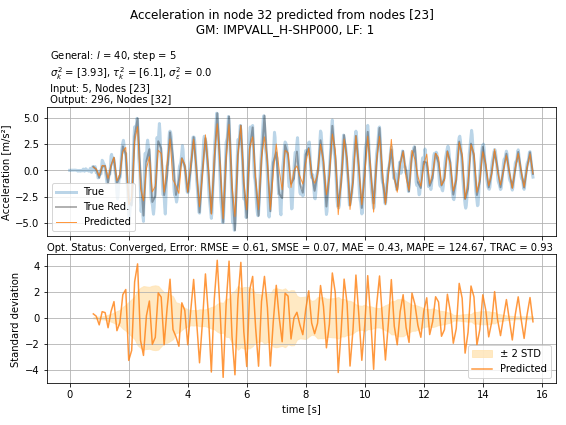 Acceleration in node 32 predicted from nodes [23]
GM: IMPVALL_H-SHP000, LF: 1
General: l = 40, step = 5
σ²ₖ = [3.93], τ²ₖ = [6.1], σ²ε = 0.0
Input: 5, Nodes [23]
Output: 296, Nodes [32]
Acceleration [m/s²]
5.0
2.5
0.0
−2.5
−5.0
True
True Red.
Predicted
Opt. Status: Converged, Error: RMSE = 0.61, SMSE = 0.07, MAE = 0.43, MAPE = 124.67, TRAC = 0.93
Standard deviation
4
2
0
−2
−4
± 2 STD
Predicted
0 2 4 6 8 10 12 14 16
time [s]